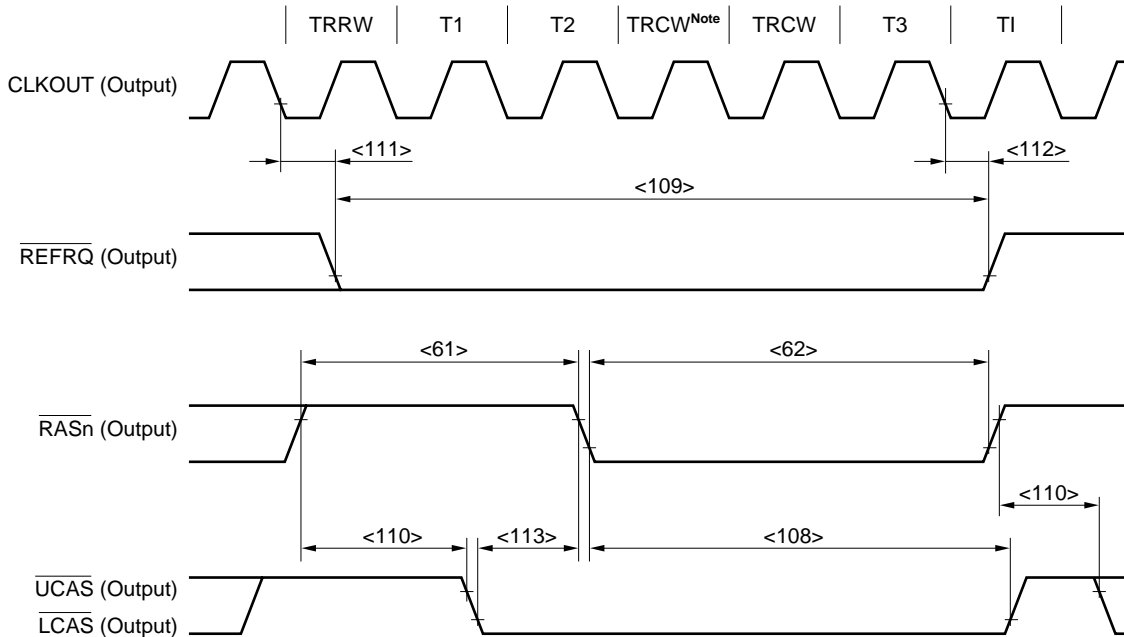 TRRW T1 T2 TRCWNote TRCW T3 TI
CLKOUT (Output)
<111> <112>
<109>
REFRQ (Output)
<61> <62>
RASn (Output)
<110>
<110> <113> <108>
UCAS (Output)
LCAS (Output)